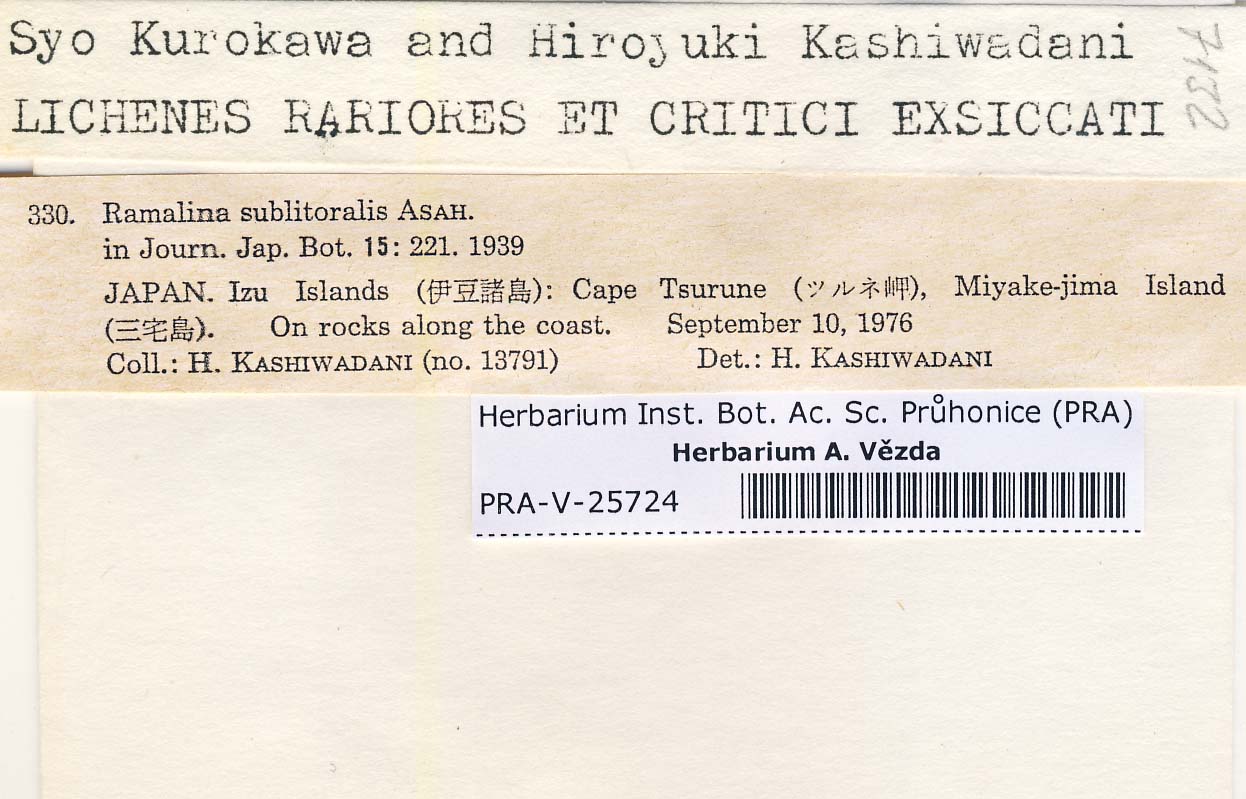 Syo Kurokawa and Hirojuki Kashiwadani
LICHENES RARIORES ET CRITICI EXSICCATI
7132
330. Ramalina sublitoralis ASAH.
in Journ. Jap. Bot. 15: 221. 1939
JAPAN. Izu Islands (伊豆諸島): Cape Tsurune (ツルネ岬), Miyake-jima Island
(三宅島). On rocks along the coast. September 10, 1976
Coll.: H. KASHIWADANI (no. 13791) Det.: H. KASHIWADANI
Herbarium Inst. Bot. Ac. Sc. Průhonice (PRA)
Herbarium A. Vězda
PRA-V-25724